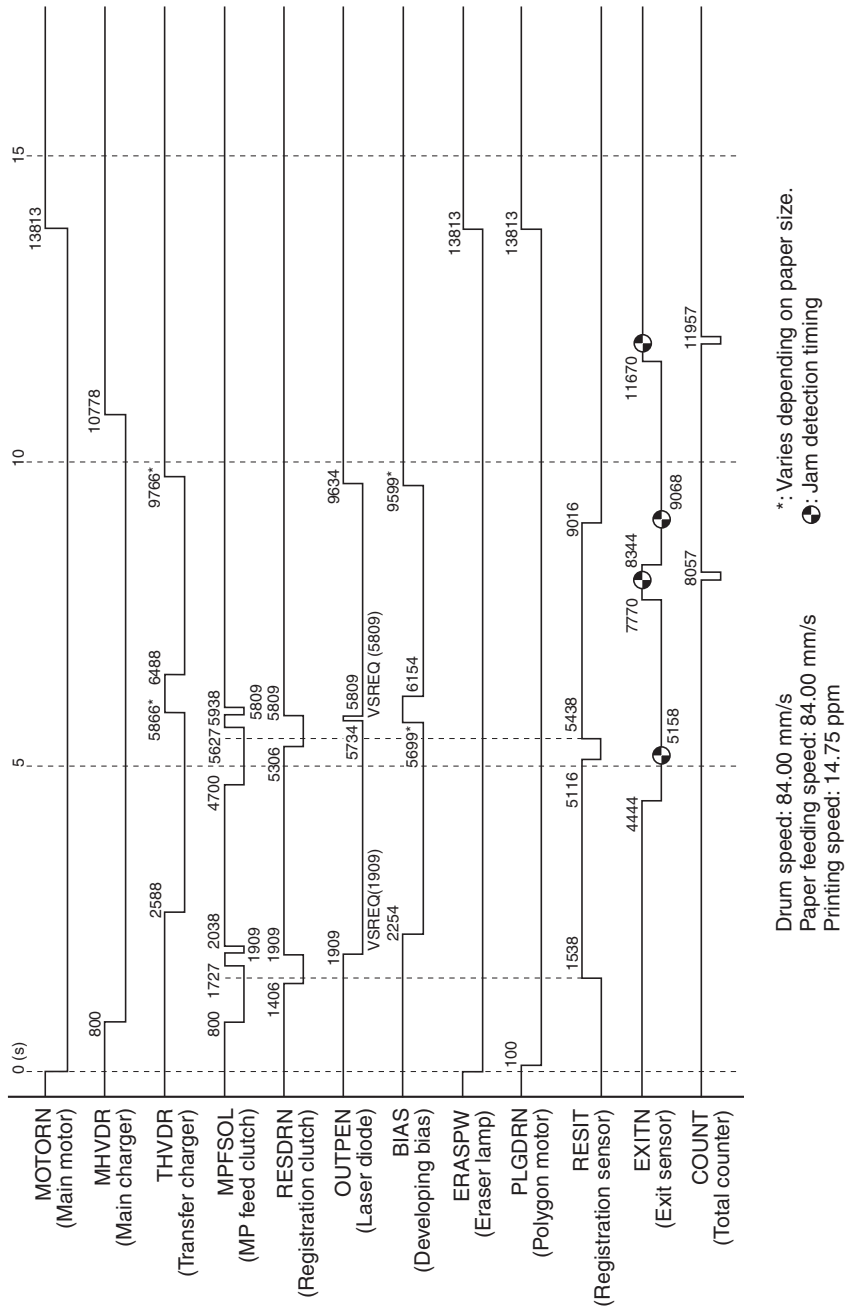 0 (s)
5
10
15
MOTORN
(Main motor)
13813
MHVDR
(Main charger)
800
10778
THVDR
(Transfer charger)
2588
5866*
6488
9766*
MPFSOL
(MP feed clutch)
800
1727
1909
2038
4700
5627
5809
5938
RESDRN
(Registration clutch)
1406
1909
5306
5809
OUTPEN
(Laser diode)
1909
VSREQ(1909)
5734
5809
VSREQ (5809)
9634
BIAS
(Developing bias)
2254
5699*
6154
9599*
ERASPW
(Eraser lamp)
13813
PLGDRN
(Polygon motor)
100
13813
RESIT
(Registration sensor)
1538
5116
5438
9016
EXITN
(Exit sensor)
4444
5158
7770
8344
9068
11670
COUNT
(Total counter)
8057
11957
Drum speed: 84.00 mm/s
Paper feeding speed: 84.00 mm/s
Printing speed: 14.75 ppm
*: Varies depending on paper size.
: Jam detection timing